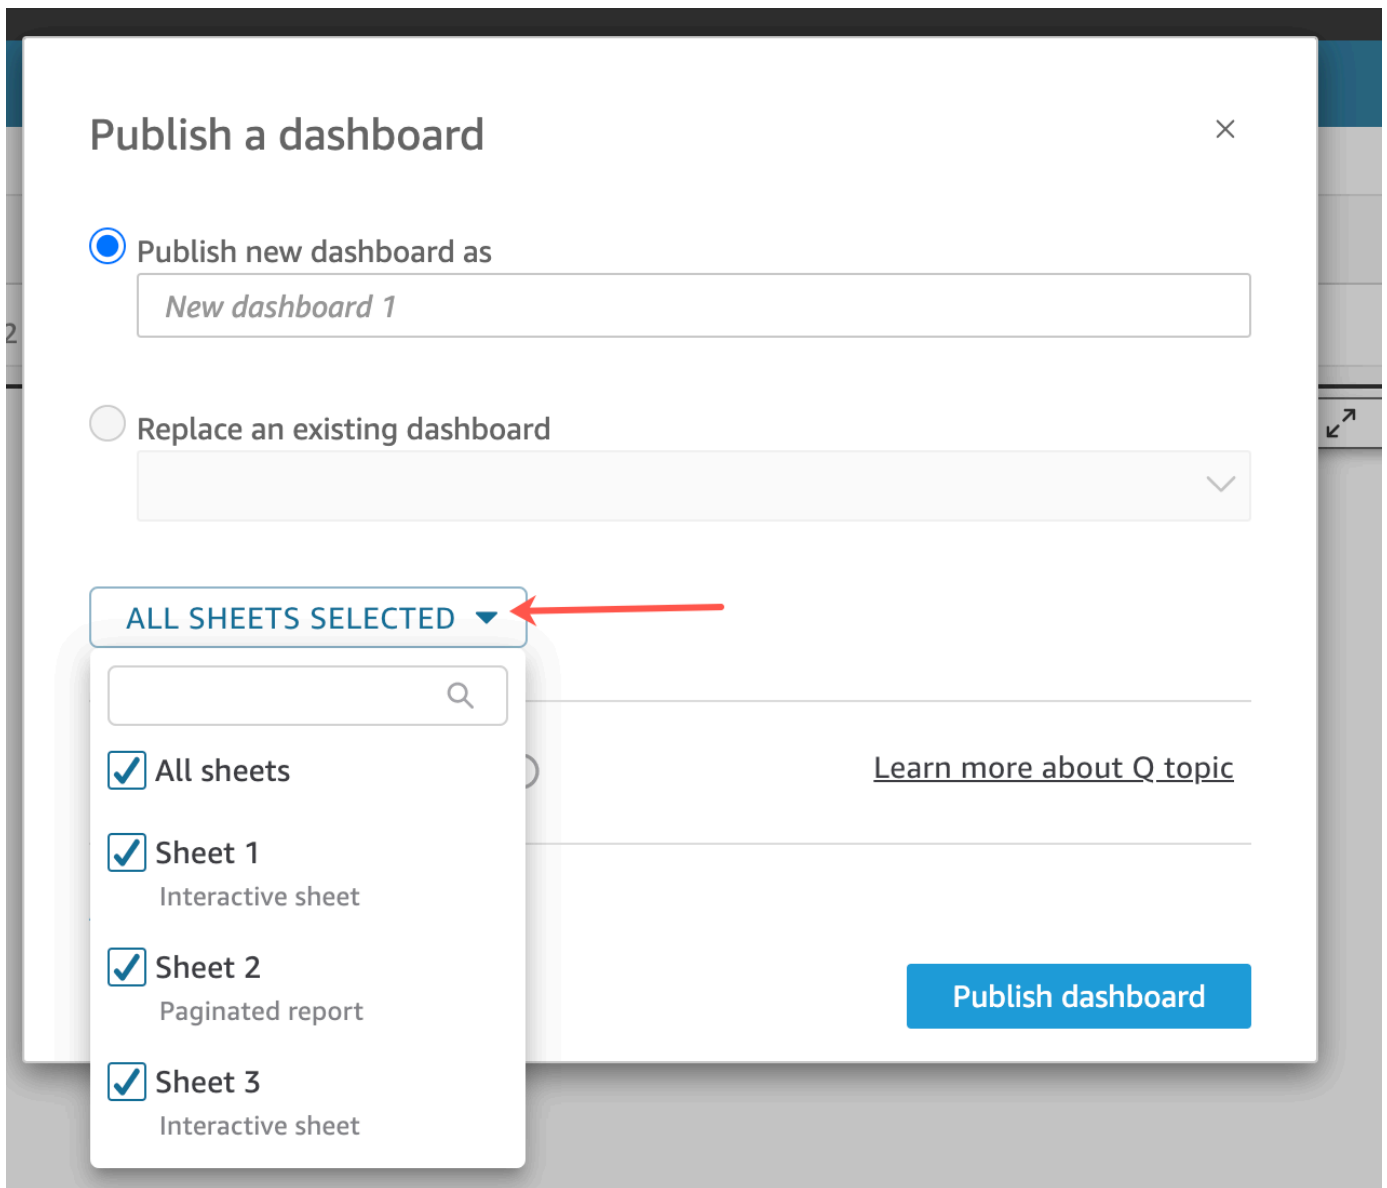 Publish a dashboard
Publish new dashboard as
New dashboard 1
2
Replace an existing dashboard
ALL SHEETS SELECTED
All sheets
Learn more about Q topic
Sheet 1
Interactive sheet
Sheet 2
Paginated report
Publish dashboard
Sheet 3
Interactive sheet